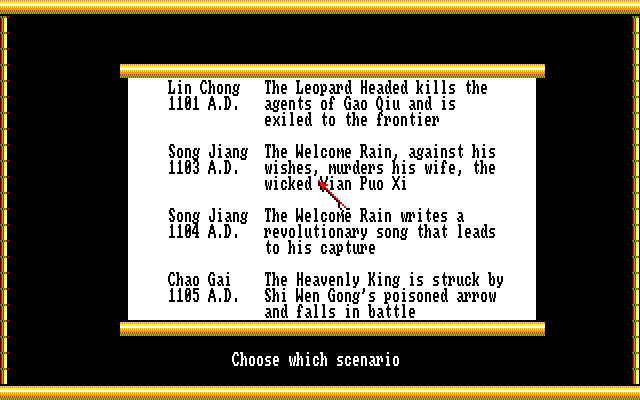 Lin Chong The Leopard Headed kills the
1101 A.D. agents of Gao Qiu and is
exiled to the frontier
Song Jiang The Welcome Rain, against his
1103 A.D. wishes, murders his wife, the
wicked Yian Puo Xi
Song Jiang The Welcome Rain writes a
1104 A.D. revolutionary song that leads
to his capture
Chao Gai The Heavenly King is struck by
1105 A.D. Shi Wen Gong's poisoned arrow
and falls in battle
Choose which scenario